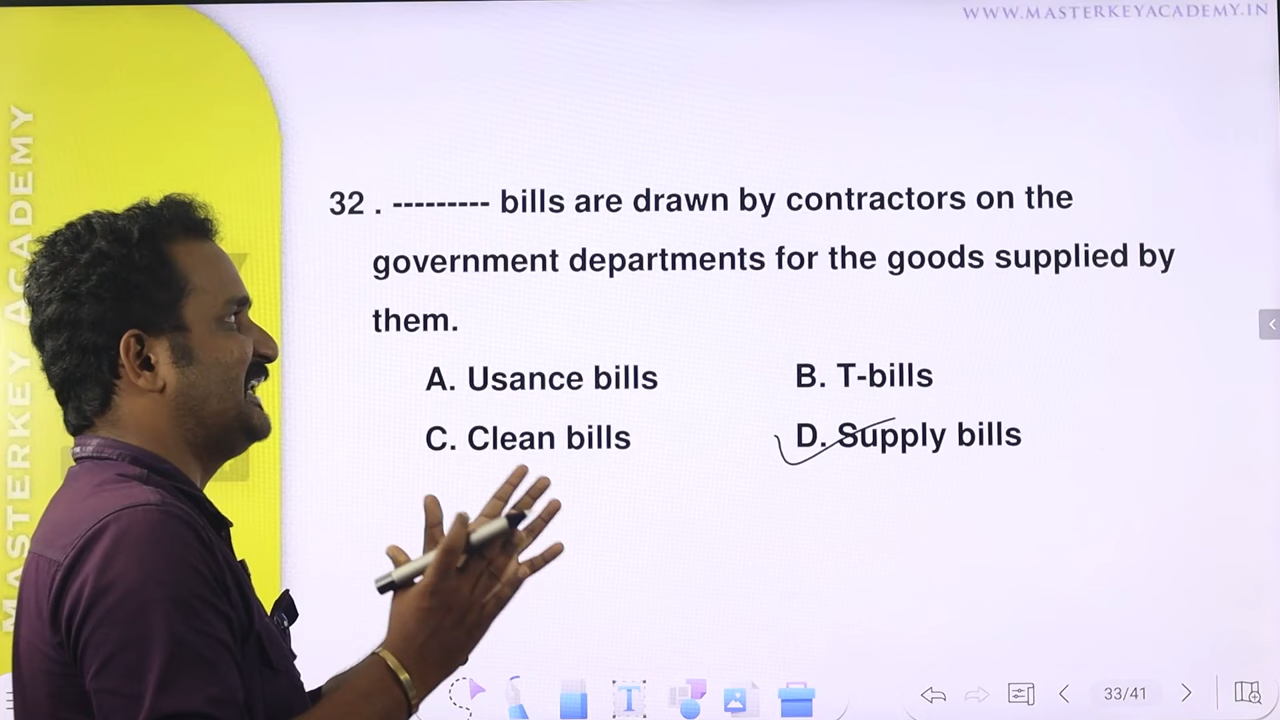 WWW.MASTERKEYACADEMY.IN
MASTERKEY ACADEMY
32 . --------- bills are drawn by contractors on the
government departments for the goods supplied by
them.
A. Usance bills
B. T-bills
C. Clean bills
D. Supply bills
T
33/41